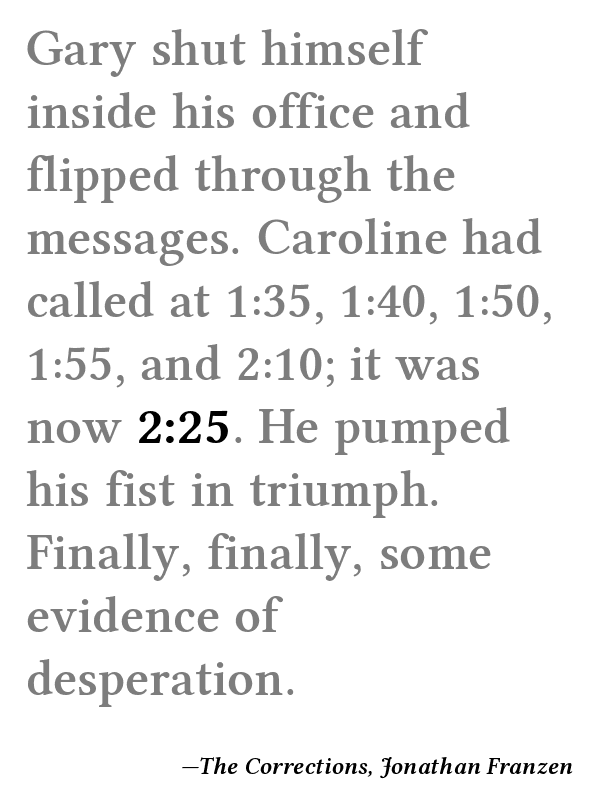 Gary shut himself
inside his office and
flipped through the
messages. Caroline had
called at 1:35, 1:40, 1:50,
1:55, and 2:10; it was
now 2:25. He pumped
his fist in triumph.
Finally, finally, some
evidence of
desperation.
—The Corrections, Jonathan Franzen